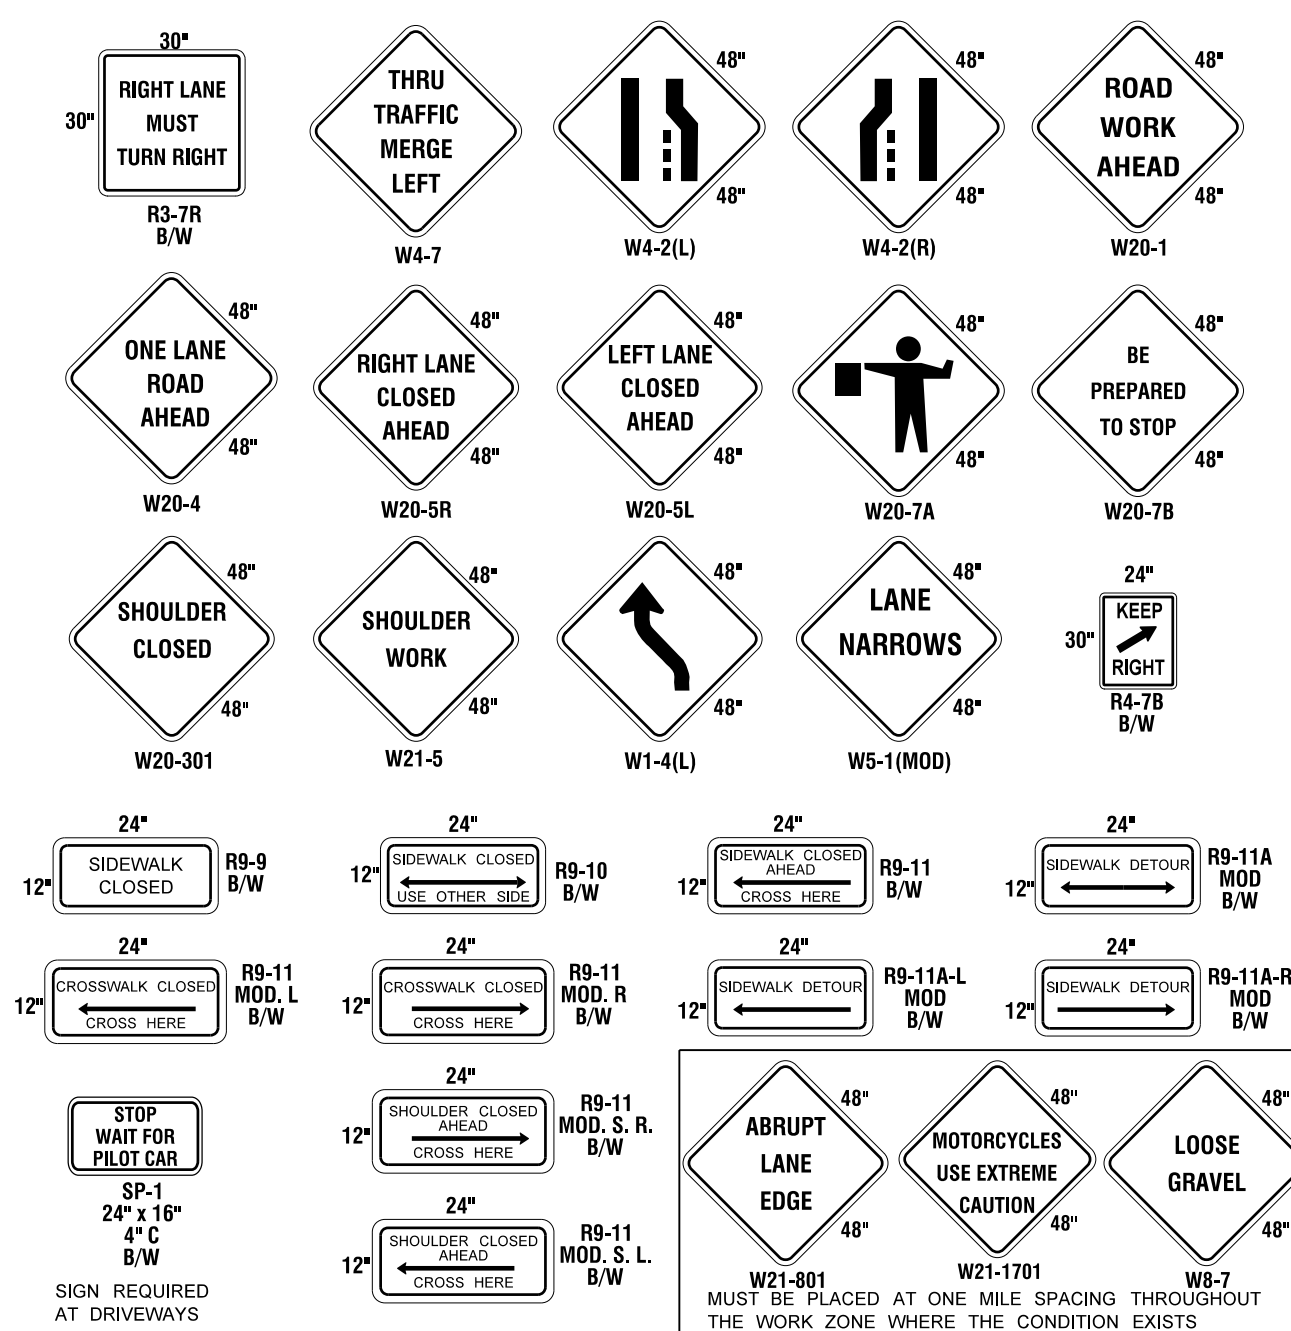 30"
30"
RIGHT LANE
MUST
TURN RIGHT
R3-7R
B/W
THRU
TRAFFIC
MERGE
LEFT
W4-7
48"
48"
W4-2(L)
48"
48"
W4-2(R)
48"
ROAD
WORK
AHEAD
48"
W20-1
48"
ONE LANE
ROAD
AHEAD
48"
W20-4
48"
RIGHT LANE
CLOSED
AHEAD
48"
W20-5R
48"
LEFT LANE
CLOSED
AHEAD
48"
W20-5L
48"
48"
W20-7A
48"
BE
PREPARED
TO STOP
48"
W20-7B
48"
SHOULDER
CLOSED
48"
W20-301
48"
SHOULDER
WORK
48"
W21-5
48"
48"
W1-4(L)
48"
LANE
NARROWS
48"
W5-1(MOD)
24"
30"
KEEP
RIGHT
R4-7B
B/W
24"
12"
SIDEWALK
CLOSED
R9-9
B/W
24"
12"
SIDEWALK CLOSED
USE OTHER SIDE
R9-10
B/W
24"
12"
SIDEWALK CLOSED
AHEAD
CROSS HERE
R9-11
B/W
24"
12"
SIDEWALK DETOUR
R9-11A
MOD
B/W
24"
12"
CROSSWALK CLOSED
CROSS HERE
R9-11
MOD. L
B/W
24"
12"
CROSSWALK CLOSED
CROSS HERE
R9-11
MOD. R
B/W
24"
12"
SIDEWALK DETOUR
R9-11A-L
MOD
B/W
24"
12"
SIDEWALK DETOUR
R9-11A-R
MOD
B/W
STOP
WAIT FOR
PILOT CAR
SP-1
24" x 16"
4" C
B/W
SIGN REQUIRED
AT DRIVEWAYS
24"
12"
SHOULDER CLOSED
AHEAD
CROSS HERE
R9-11
MOD. S. R.
B/W
24"
12"
SHOULDER CLOSED
AHEAD
CROSS HERE
R9-11
MOD. S. L.
B/W
48"
ABRUPT
LANE
EDGE
48"
W21-801
48"
MOTORCYCLES
USE EXTREME
CAUTION
48"
W21-1701
48"
LOOSE
GRAVEL
48"
W8-7
MUST BE PLACED AT ONE MILE SPACING THROUGHOUT
THE WORK ZONE WHERE THE CONDITION EXISTS